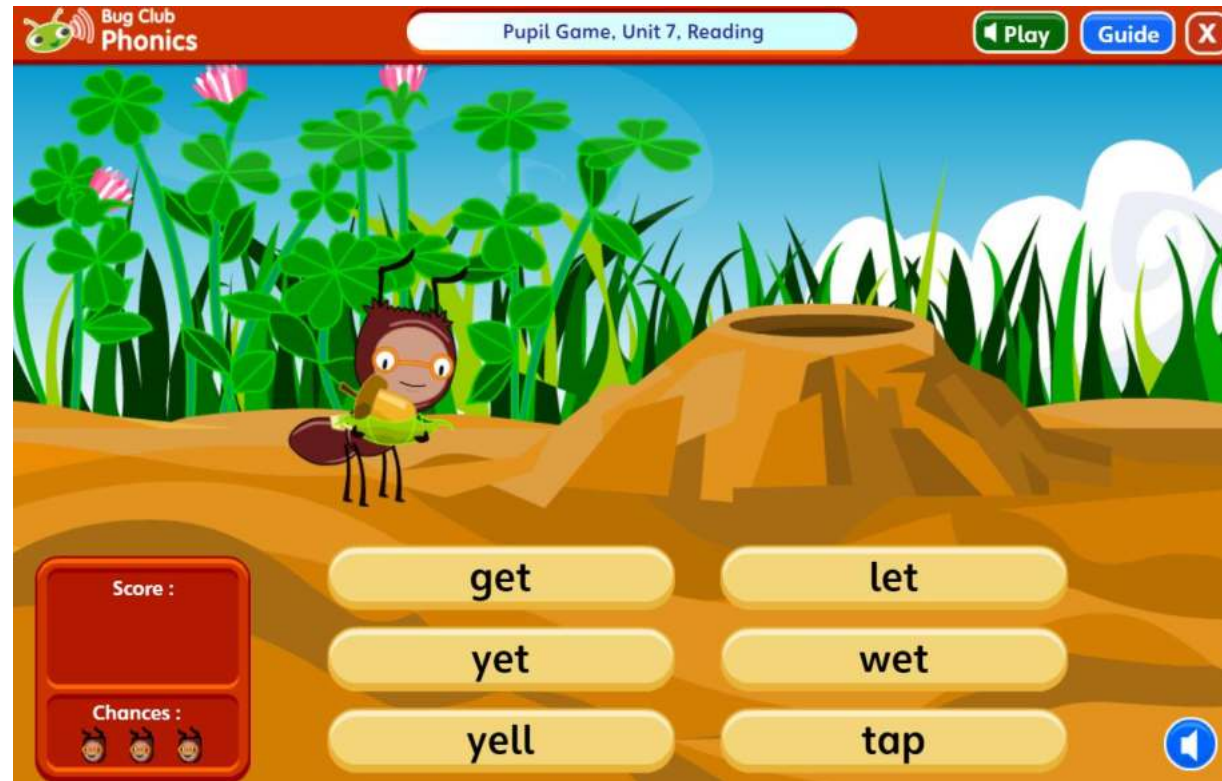 Bug Club
Phonics
Pupil Game, Unit 7, Reading
Play
Guide
X
get
let
yet
wet
yell
tap
Score :
Chances :